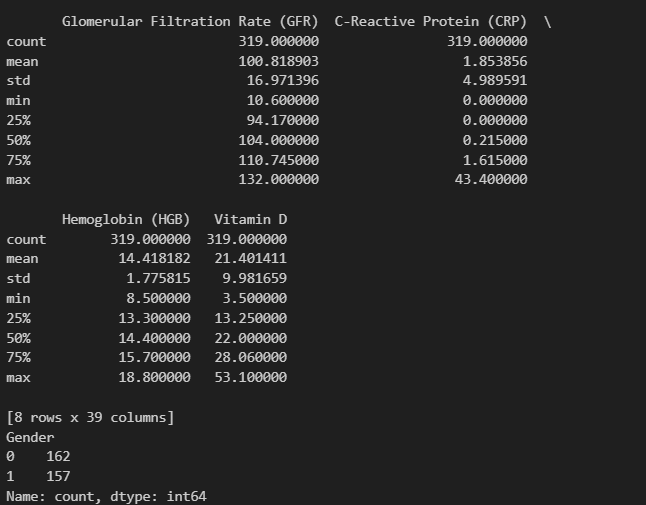 Glomerular Filtration Rate (GFR)  C-Reactive Protein (CRP)  \
count                        319.000000                319.000000
mean                         100.818903                  1.853856
std                           16.971396                  4.989591
min                           10.600000                  0.000000
25%                           94.170000                  0.000000
50%                          104.000000                  0.215000
75%                          110.745000                  1.615000
max                          132.000000                 43.400000
Hemoglobin (HGB)   Vitamin D
count        319.000000  319.000000
mean          14.418182   21.401411
std            1.775815    9.981659
min            8.500000    3.500000
25%           13.300000   13.250000
50%           14.400000   22.000000
75%           15.700000   28.060000
max           18.800000   53.100000
[8 rows x 39 columns]
Gender
0    162
1    157
Name: count, dtype: int64